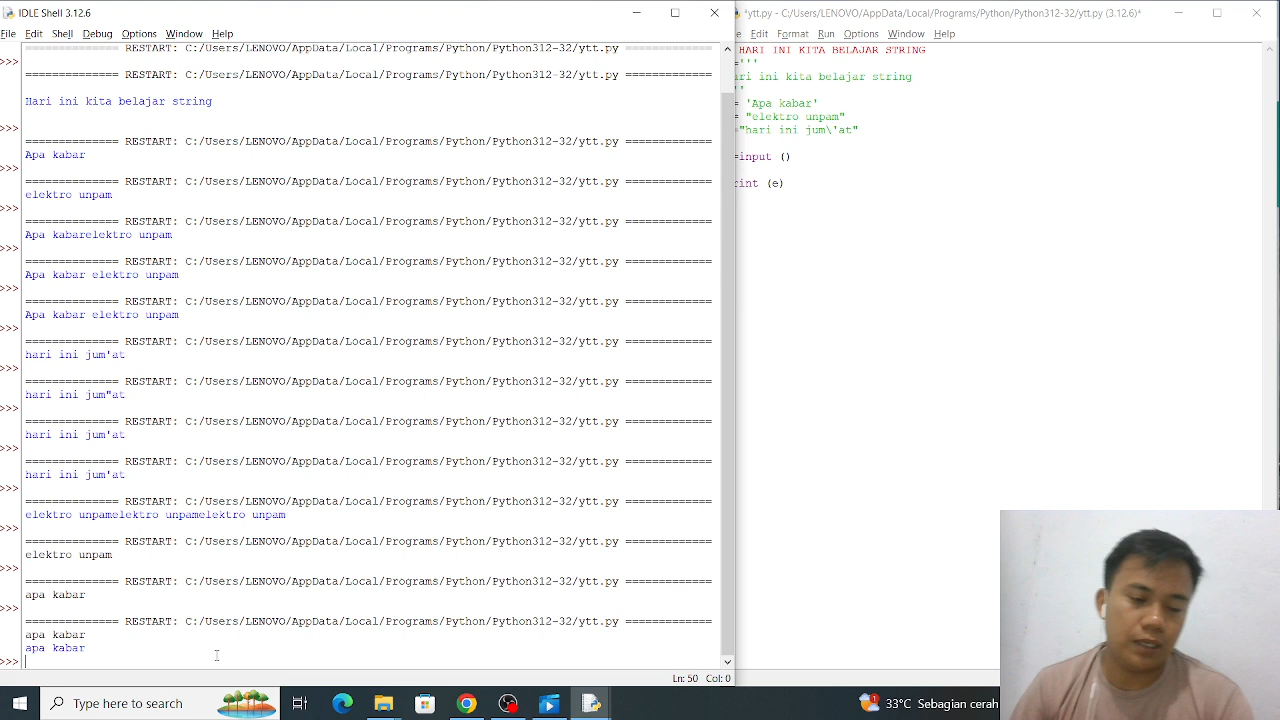 IDLE Shell 3.12.6
File Edit Shell Debug Options Window Help
============= RESTART: C:/Users/LENOVO/AppData/Local/Programs/Python/Python312-32/ytt.py =============
>>>
============= RESTART: C:/Users/LENOVO/AppData/Local/Programs/Python/Python312-32/ytt.py =============
Hari ini kita belajar string
>>>
============= RESTART: C:/Users/LENOVO/AppData/Local/Programs/Python/Python312-32/ytt.py =============
Apa kabar
>>>
============= RESTART: C:/Users/LENOVO/AppData/Local/Programs/Python/Python312-32/ytt.py =============
elektro unpam
>>>
============= RESTART: C:/Users/LENOVO/AppData/Local/Programs/Python/Python312-32/ytt.py =============
Apa kabarelektro unpam
>>>
============= RESTART: C:/Users/LENOVO/AppData/Local/Programs/Python/Python312-32/ytt.py =============
Apa kabar elektro unpam
>>>
============= RESTART: C:/Users/LENOVO/AppData/Local/Programs/Python/Python312-32/ytt.py =============
Apa kabar elektro unpam
>>>
============= RESTART: C:/Users/LENOVO/AppData/Local/Programs/Python/Python312-32/ytt.py =============
hari ini jum'at
>>>
============= RESTART: C:/Users/LENOVO/AppData/Local/Programs/Python/Python312-32/ytt.py =============
hari ini jum"at
>>>
============= RESTART: C:/Users/LENOVO/AppData/Local/Programs/Python/Python312-32/ytt.py =============
hari ini jum'at
>>>
============= RESTART: C:/Users/LENOVO/AppData/Local/Programs/Python/Python312-32/ytt.py =============
hari ini jum'at
>>>
============= RESTART: C:/Users/LENOVO/AppData/Local/Programs/Python/Python312-32/ytt.py =============
elektro unpamelektro unpamelektro unpam
>>>
============= RESTART: C:/Users/LENOVO/AppData/Local/Programs/Python/Python312-32/ytt.py =============
elektro unpam
>>>
============= RESTART: C:/Users/LENOVO/AppData/Local/Programs/Python/Python312-32/ytt.py =============
apa kabar
>>>
============= RESTART: C:/Users/LENOVO/AppData/Local/Programs/Python/Python312-32/ytt.py =============
apa kabar
apa kabar
>>>
Ln: 50 Col: 0
*ytt.py - C:/Users/LENOVO/AppData/Local/Programs/Python/Python312-32/ytt.py (3.12.6)*
e Edit Format Run Options Window Help
HARI INI KITA BELAJAR STRING
='''
ri ini kita belajar string
''
= 'Apa kabar'
= "elektro unpam"
="hari ini jum\'at"
=input ()
rint (e)
Type here to search
1
33°C Sebagian cerah